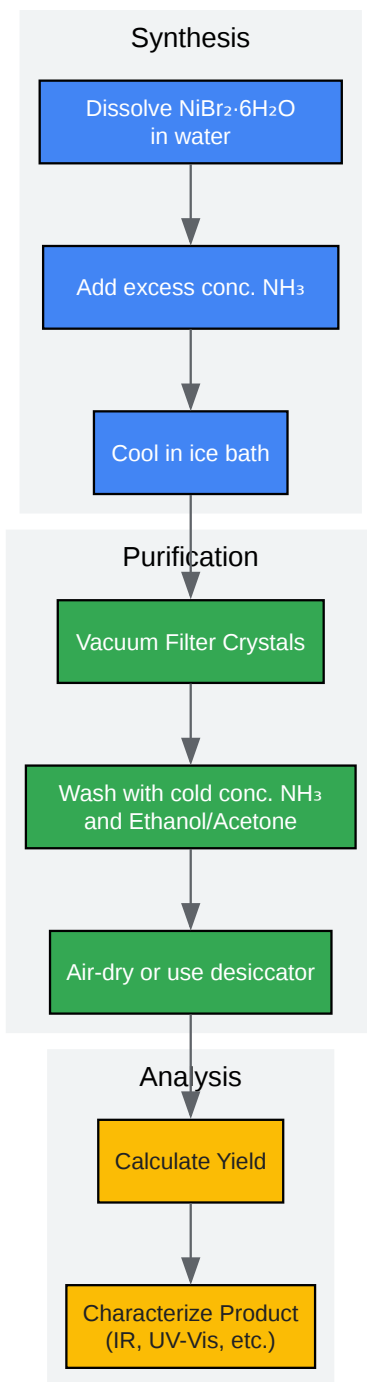 Synthesis
Dissolve NiBr₂·6H₂O
in water
Add excess conc. NH₃
Cool in ice bath
Purification
Vacuum Filter Crystals
Wash with cold conc. NH₃
and Ethanol/Acetone
Air-dry or use desiccator
Analysis
Calculate Yield
Characterize Product
(IR, UV-Vis, etc.)